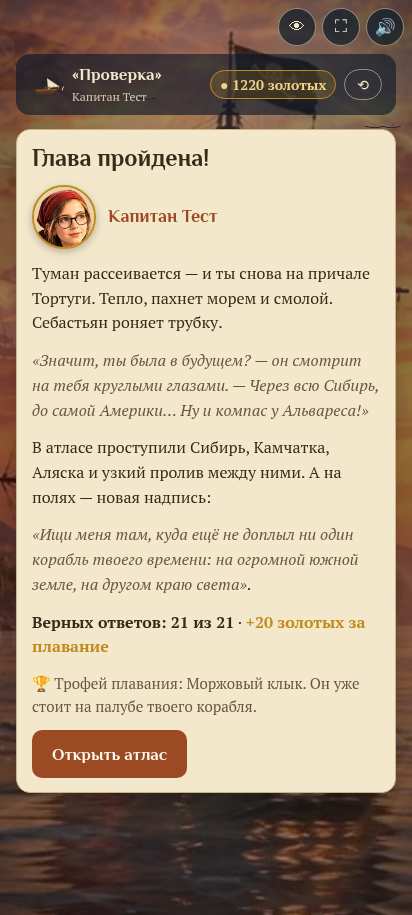 «Проверка»
Капитан Тест
● 1220 золотых
Глава пройдена!
Капитан Тест
Туман рассеивается — и ты снова на причале
Тортуги. Тепло, пахнет морем и смолой.
Себастьян роняет трубку.
«Значит, ты была в будущем? — он смотрит
на тебя круглыми глазами. — Через всю Сибирь,
до самой Америки… Ну и компас у Альвареса!»
В атласе проступили Сибирь, Камчатка,
Аляска и узкий пролив между ними. А на
полях — новая надпись:
«Ищи меня там, куда ещё не доплыл ни один
корабль твоего времени: на огромной южной
земле, на другом краю света».
Верных ответов: 21 из 21 · +20 золотых за
плавание
🏆 Трофей плавания: Моржовый клык. Он уже
стоит на палубе твоего корабля.
Открыть атлас